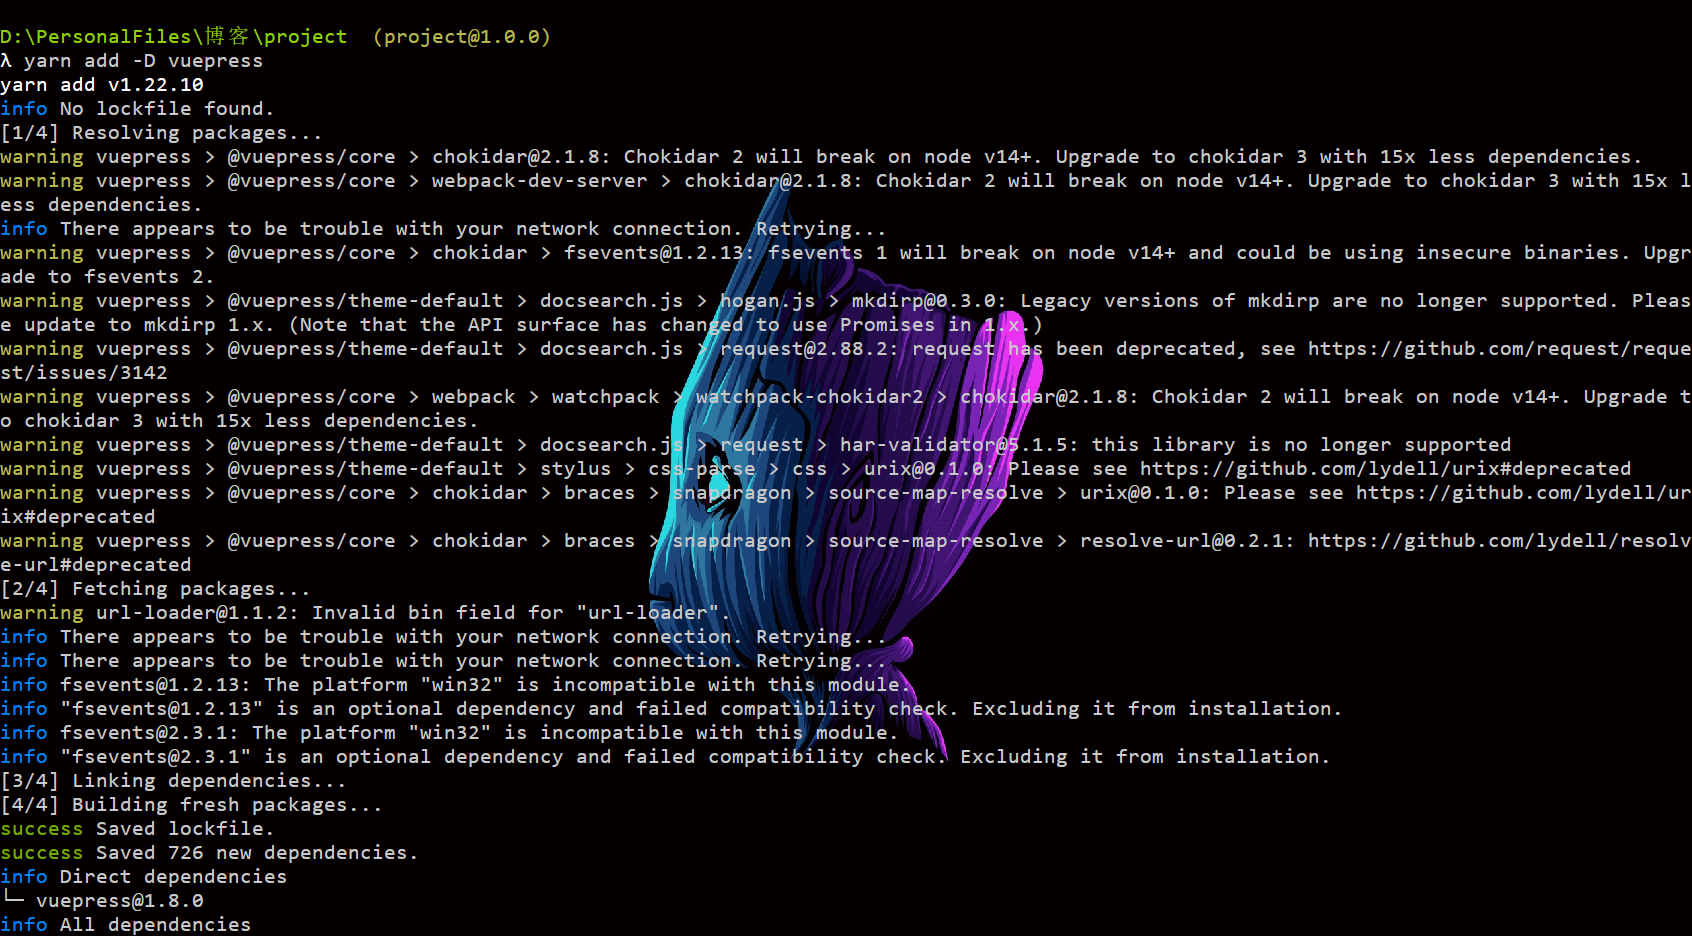 D:\PersonalFiles\博客\project  (project@1.0.0)
λ yarn add -D vuepress
yarn add v1.22.10
info No lockfile found.
[1/4] Resolving packages...
warning vuepress > @vuepress/core > chokidar@2.1.8: Chokidar 2 will break on node v14+. Upgrade to chokidar 3 with 15x less dependencies.
warning vuepress > @vuepress/core > webpack-dev-server > chokidar@2.1.8: Chokidar 2 will break on node v14+. Upgrade to chokidar 3 with 15x l
ess dependencies.
info There appears to be trouble with your network connection. Retrying...
warning vuepress > @vuepress/core > chokidar > fsevents@1.2.13: fsevents 1 will break on node v14+ and could be using insecure binaries. Upgr
ade to fsevents 2.
warning vuepress > @vuepress/theme-default > docsearch.js > hogan.js > mkdirp@0.3.0: Legacy versions of mkdirp are no longer supported. Pleas
e update to mkdirp 1.x. (Note that the API surface has changed to use Promises in 1.x.)
warning vuepress > @vuepress/theme-default > docsearch.js > request@2.88.2: request has been deprecated, see https://github.com/request/reque
st/issues/3142
warning vuepress > @vuepress/core > webpack > watchpack > watchpack-chokidar2 > chokidar@2.1.8: Chokidar 2 will break on node v14+. Upgrade t
o chokidar 3 with 15x less dependencies.
warning vuepress > @vuepress/theme-default > docsearch.js > request > har-validator@5.1.5: this library is no longer supported
warning vuepress > @vuepress/theme-default > stylus > css-parse > css > urix@0.1.0: Please see https://github.com/lydell/urix#deprecated
warning vuepress > @vuepress/core > chokidar > braces > snapdragon > source-map-resolve > urix@0.1.0: Please see https://github.com/lydell/ur
ix#deprecated
warning vuepress > @vuepress/core > chokidar > braces > snapdragon > source-map-resolve > resolve-url@0.2.1: https://github.com/lydell/resolv
e-url#deprecated
[2/4] Fetching packages...
warning url-loader@1.1.2: Invalid bin field for "url-loader".
info There appears to be trouble with your network connection. Retrying...
info There appears to be trouble with your network connection. Retrying...
info fsevents@1.2.13: The platform "win32" is incompatible with this module.
info "fsevents@1.2.13" is an optional dependency and failed compatibility check. Excluding it from installation.
info fsevents@2.3.1: The platform "win32" is incompatible with this module.
info "fsevents@2.3.1" is an optional dependency and failed compatibility check. Excluding it from installation.
[3/4] Linking dependencies...
[4/4] Building fresh packages...
success Saved lockfile.
success Saved 726 new dependencies.
info Direct dependencies
└─ vuepress@1.8.0
info All dependencies